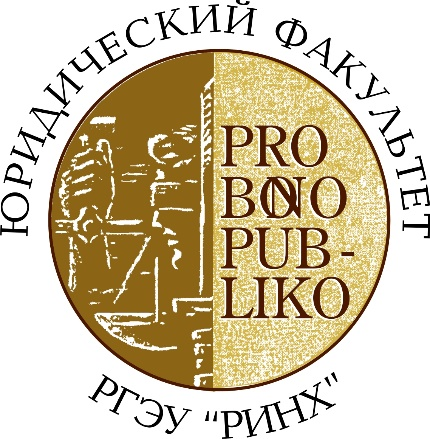 ЮРИДИЧЕСКИЙ ФАКУЛЬТЕТ
PRO
BONO
PUB-
LIKO
РГЭУ "РИНХ"